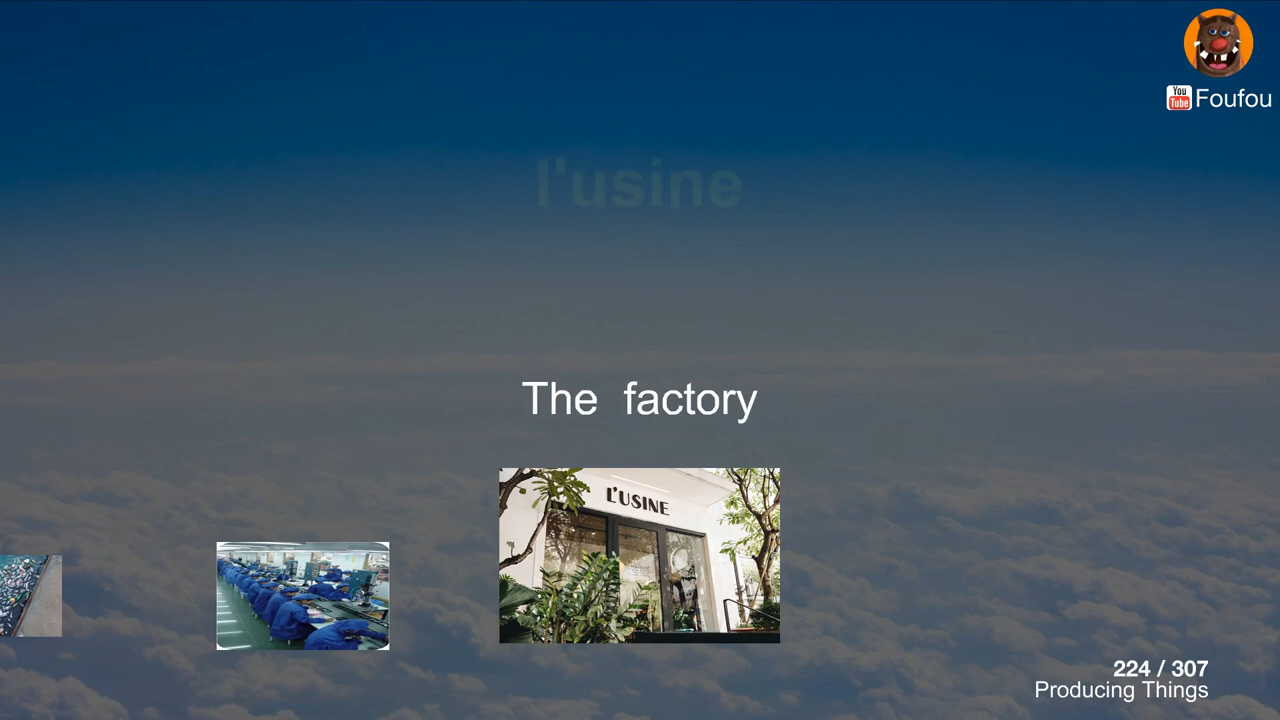 You
Tube
Foufou
l'usine
The factory
L'USINE
224 / 307
Producing Things